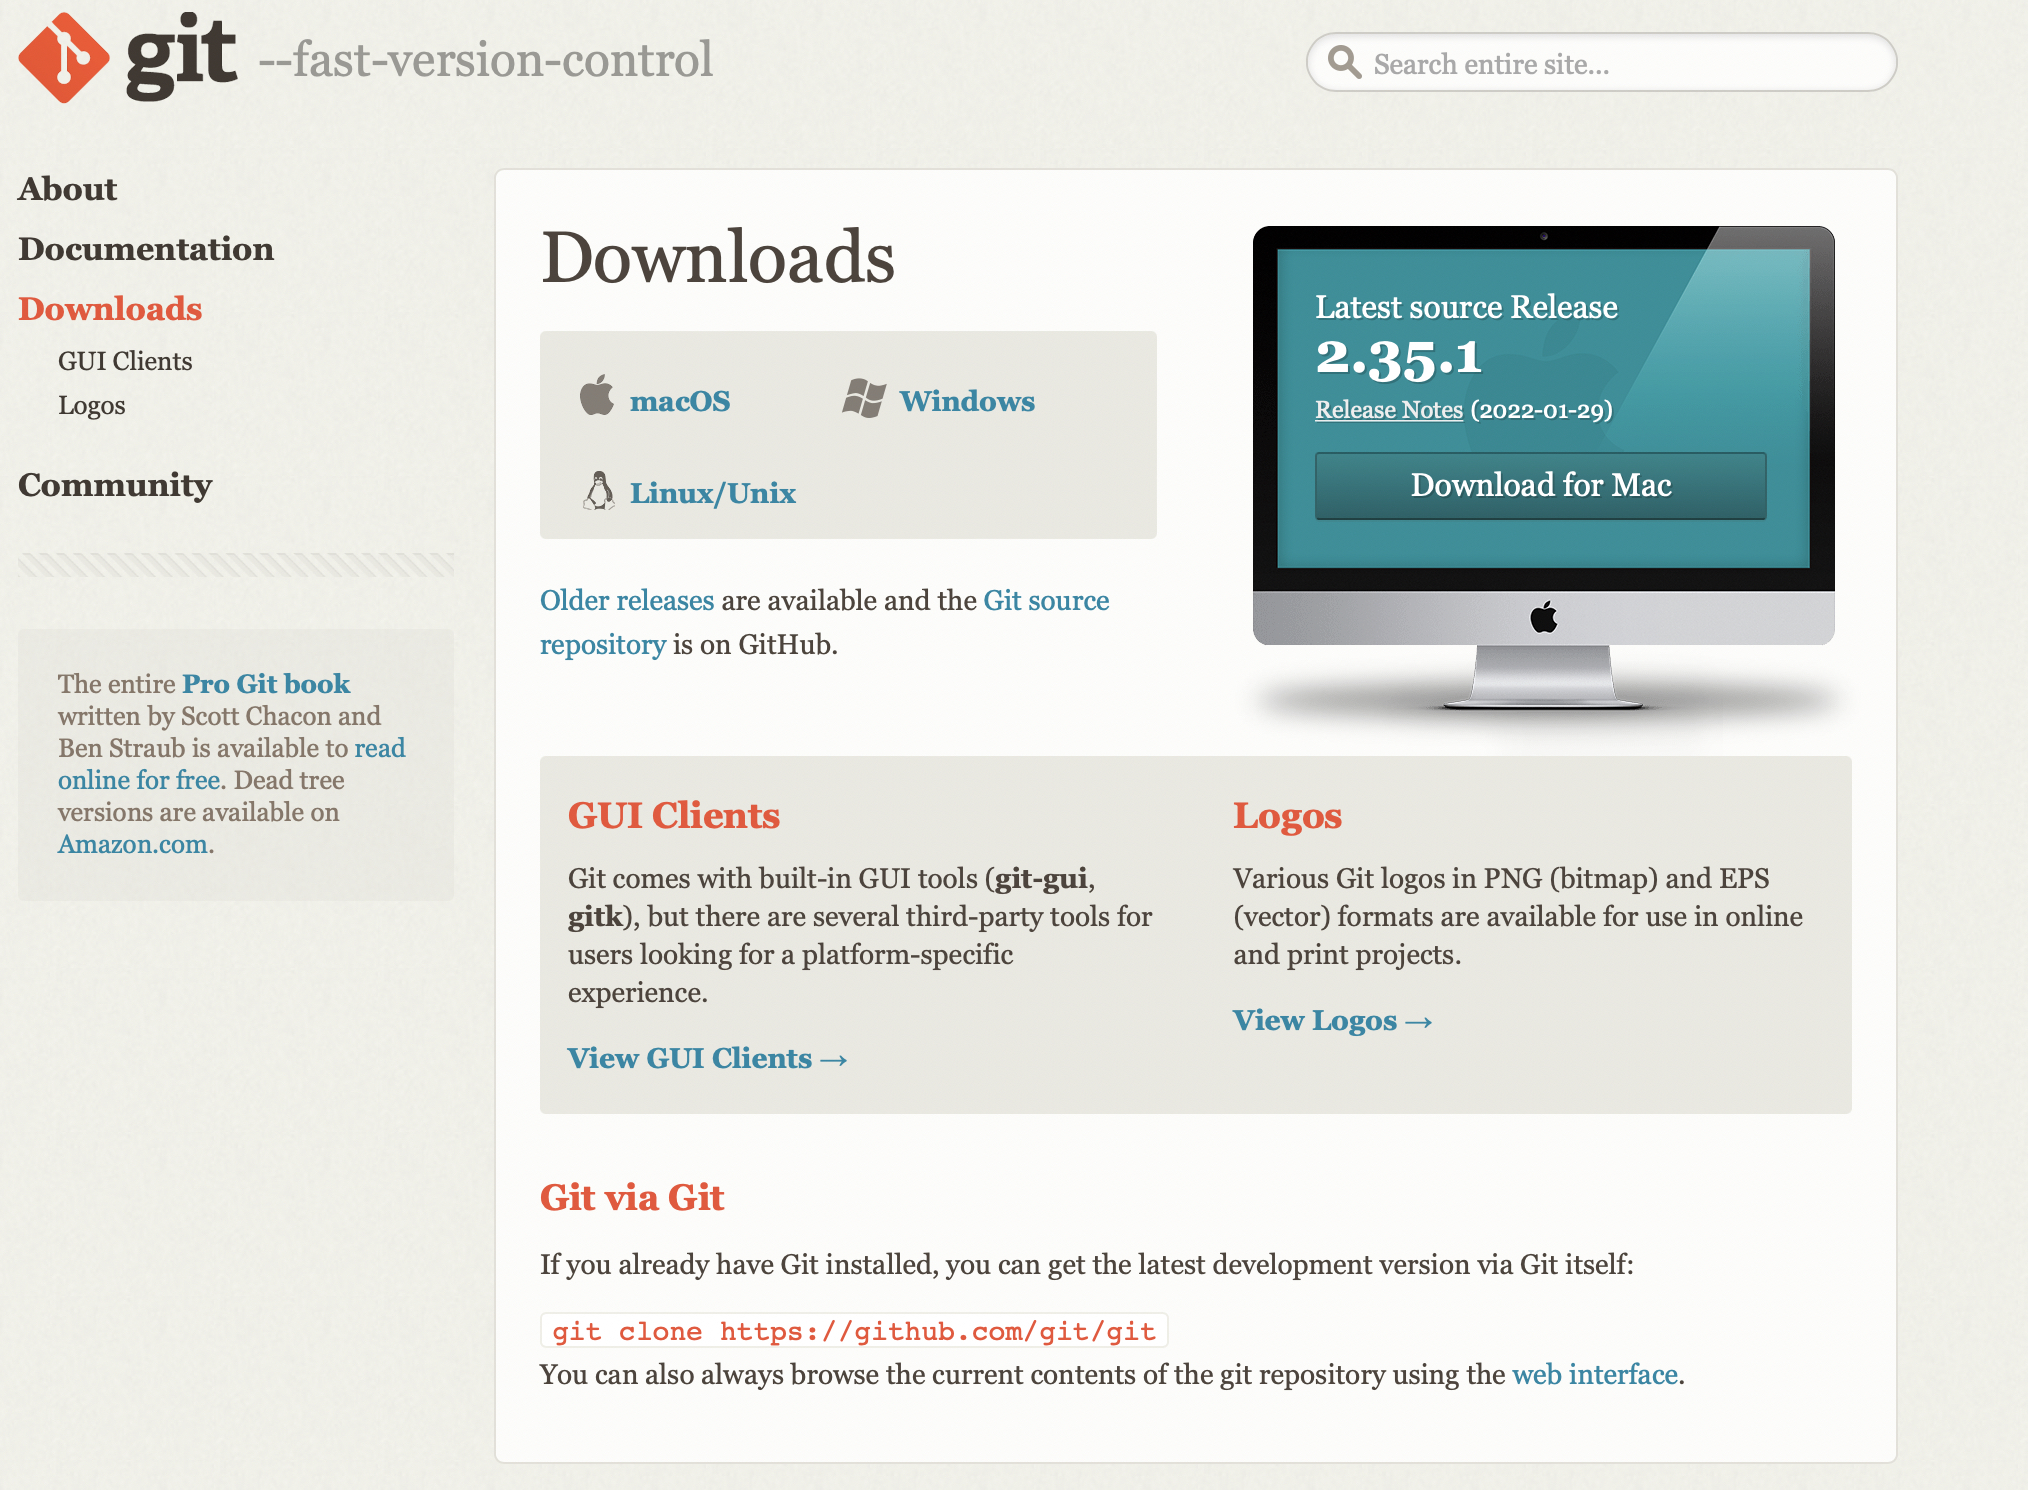 git --fast-version-control
Search entire site...
About
Documentation
Downloads
GUI Clients
Logos
Community
The entire Pro Git book
written by Scott Chacon and
Ben Straub is available to read
online for free. Dead tree
versions are available on
Amazon.com.
Downloads
macOS
Windows
Linux/Unix
Older releases are available and the Git source
repository is on GitHub.
Latest source Release
2.35.1
Release Notes (2022-01-29)
Download for Mac
GUI Clients
Git comes with built-in GUI tools (git-gui,
gitk), but there are several third-party tools for
users looking for a platform-specific
experience.
View GUI Clients →
Logos
Various Git logos in PNG (bitmap) and EPS
(vector) formats are available for use in online
and print projects.
View Logos →
Git via Git
If you already have Git installed, you can get the latest development version via Git itself:
git clone https://github.com/git/git
You can also always browse the current contents of the git repository using the web interface.